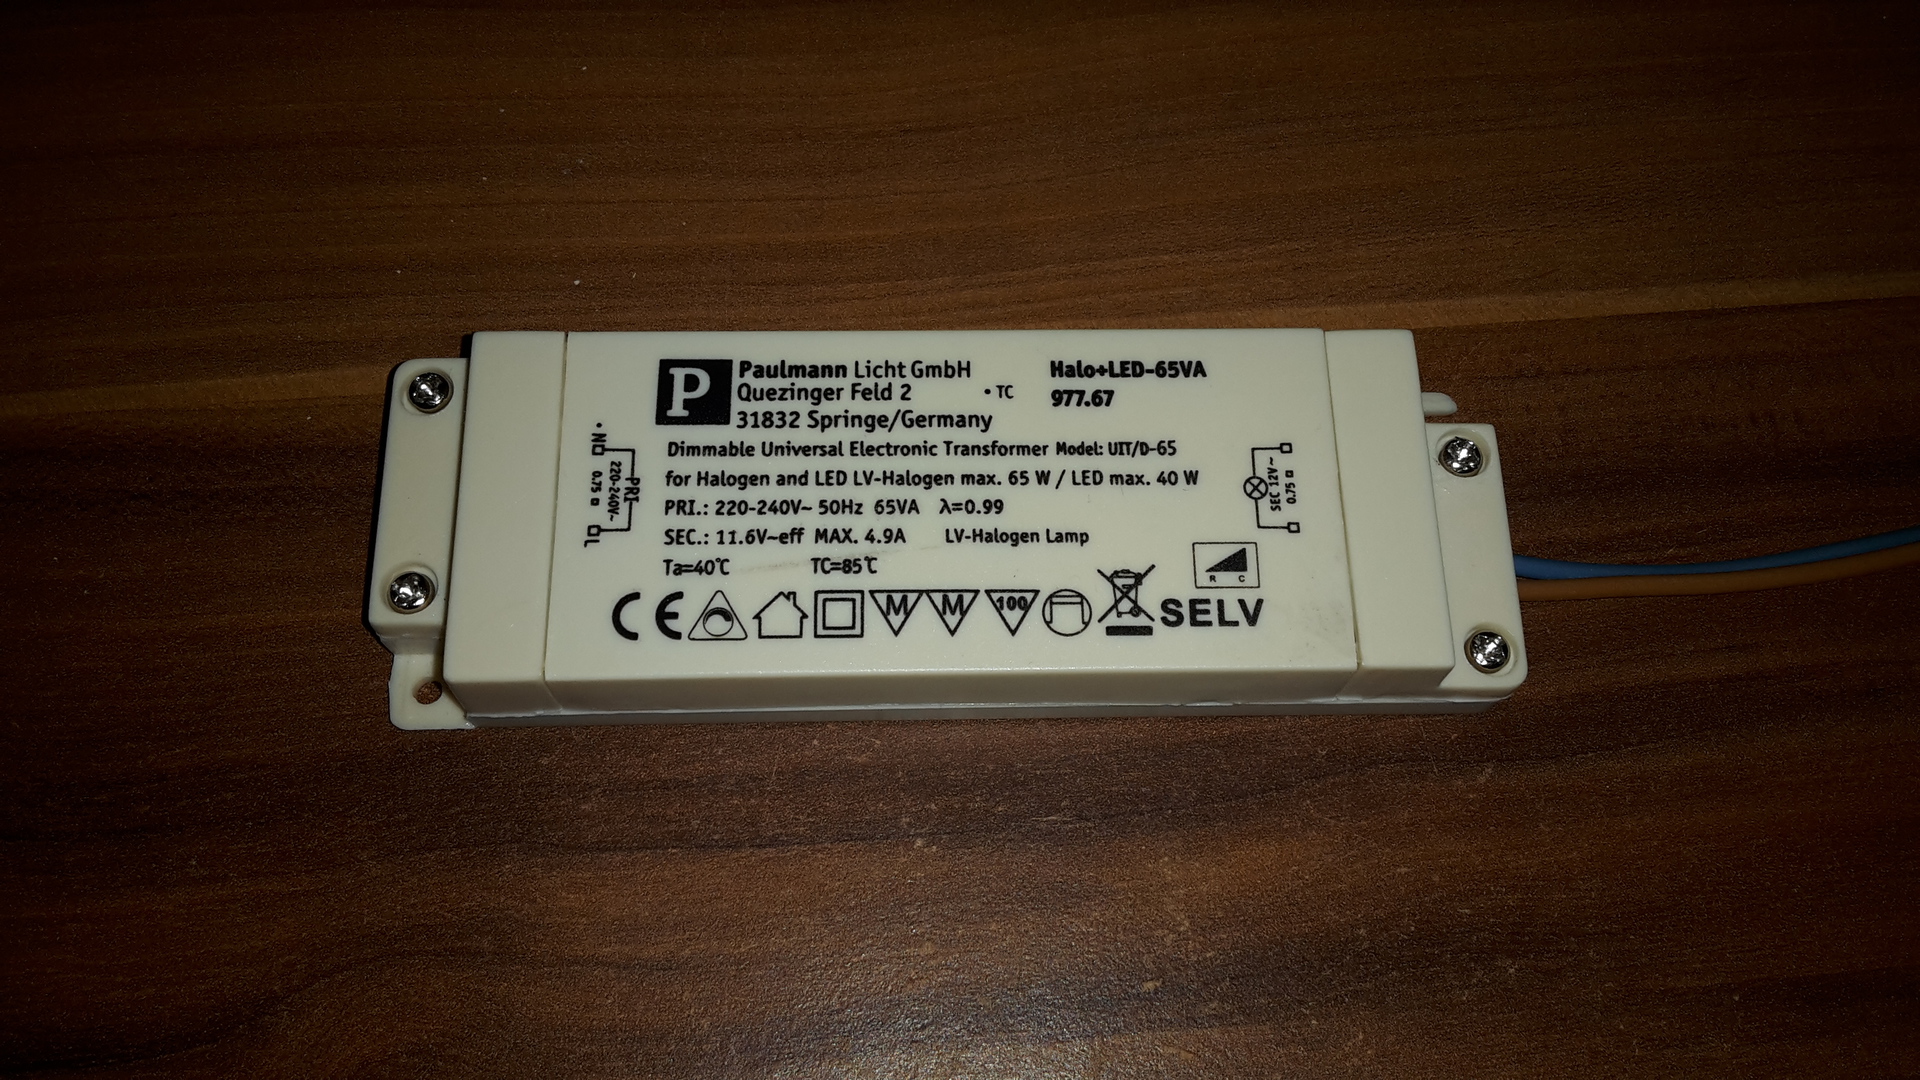 P
Paulmann Licht GmbH
Quezinger Feld 2
31832 Springe/Germany
• TC
Halo+LED-65VA
977.67
Dimmable Universal Electronic Transformer Model: UIT/D-65
for Halogen and LED LV-Halogen max. 65 W / LED max. 40 W
PRI.: 220-240V~ 50Hz 65VA λ=0.99
SEC.: 11.6V~eff MAX. 4.9A LV-Halogen Lamp
Ta=40℃ TC=85℃
• N
PRI
220-240V~
0.75
L
SEC 12V~
0.75
R C
CE M M 100 SELV